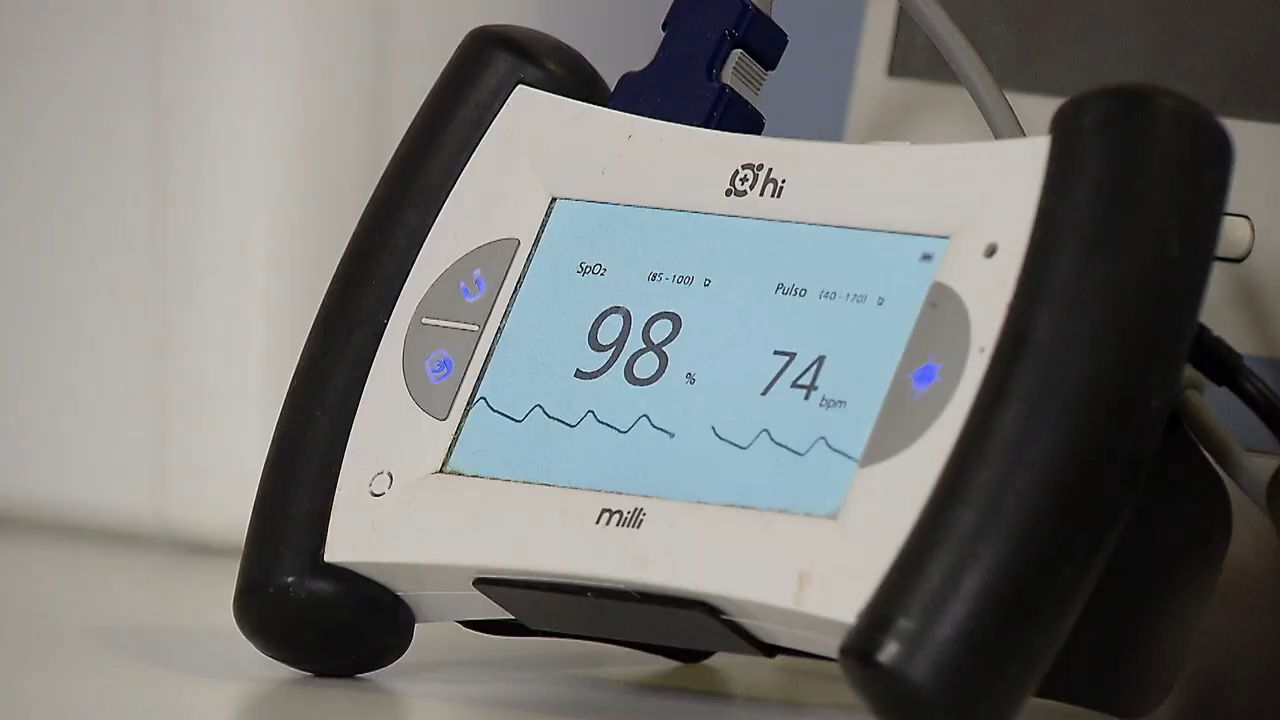 hi
SpO₂ (85-100)
Pulso (40-170)
98 %
74 bpm
milli